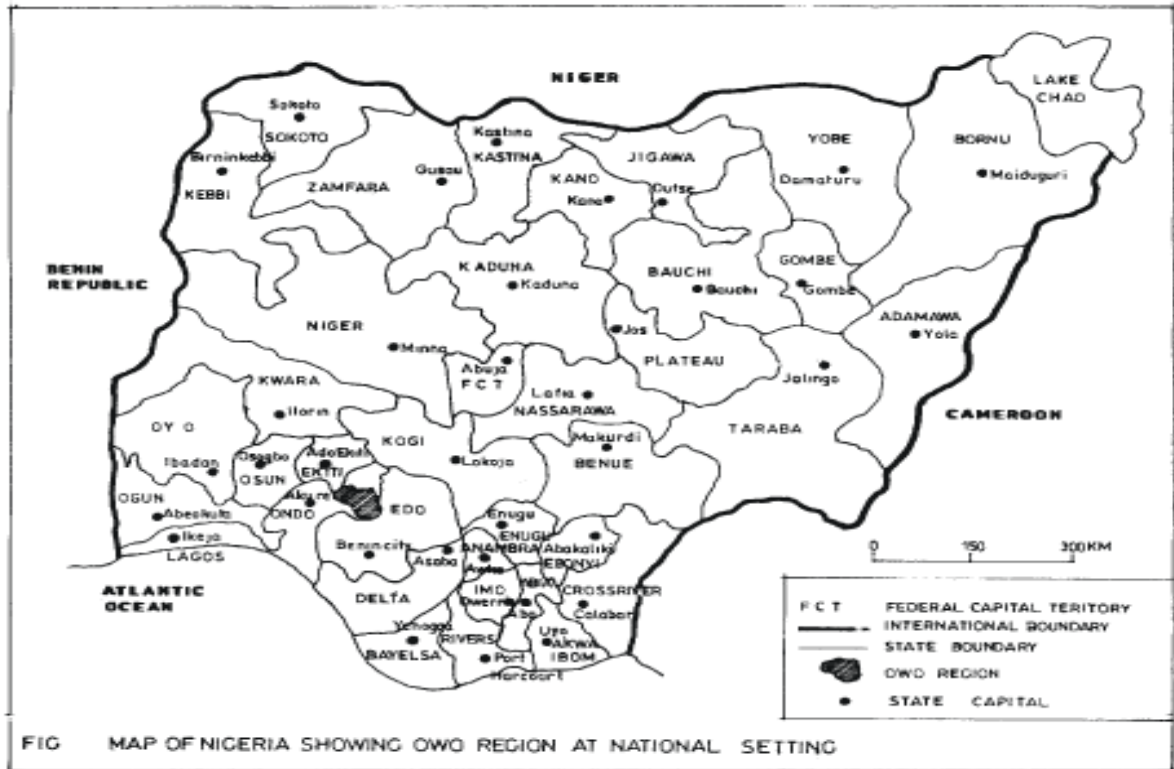 NIGER
LAKE
CHAD
Sokoto
SOKOTO
Kastina
KASTINA
YOBE
BORNU
JIGAWA
Birninkebbi
KEBBI
ZAMFARA
Gusau
KANO
Kano
Dutse
Damaturu
Maiduguri
BENIN
REPUBLIC
KADUNA
Kaduna
BAUCHI
Bauchi
GOMBE
Gombe
NIGER
Minna
Jos
ADAMAWA
Yola
PLATEAU
Abuja
FCT
Jalingo
KWARA
Ilorin
Lafia
NASSARAWA
CAMEROON
OYO
KOGI
Makurdi
BENUE
TARABA
Ibadan
Osogbo
OSUN
AdoEkiti
EKITI
Lokoja
OGUN
Abeokuta
Akure
ONDO
EDO
Enugu
ENUGU
Ikeja
LAGOS
Benincity
Asaba
ANAMBRA
Awka
Abakaliki
EBONYI
0 150 300 KM
ATLANTIC
OCEAN
DELTA
IMO
Owerri
CROSSRIVER
Calabar
BAYELSA
RIVERS
Port
Harcourt
Uyo
AKWA
IBOM
FCT FEDERAL CAPITAL TERITORY
INTERNATIONAL BOUNDARY
STATE BOUNDARY
OWO REGION
STATE CAPITAL
FIG MAP OF NIGERIA SHOWING OWO REGION AT NATIONAL SETTING